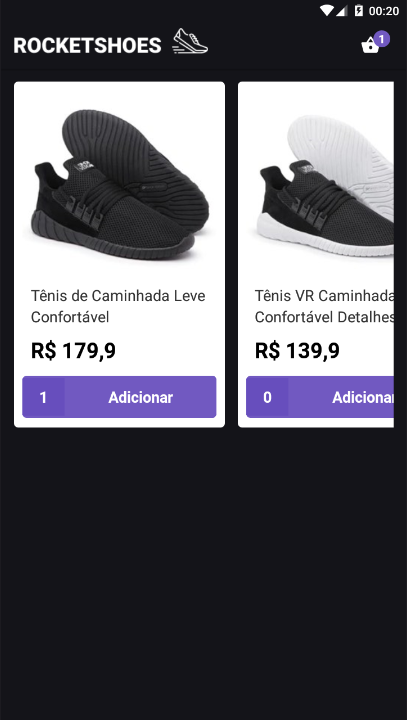 00:20
ROCKETSHOES
1
Tênis de Caminhada Leve
Confortável
R$ 179,9
1 Adicionar
Tênis VR Caminhada
Confortável Detalhes
R$ 139,9
0 Adicionar